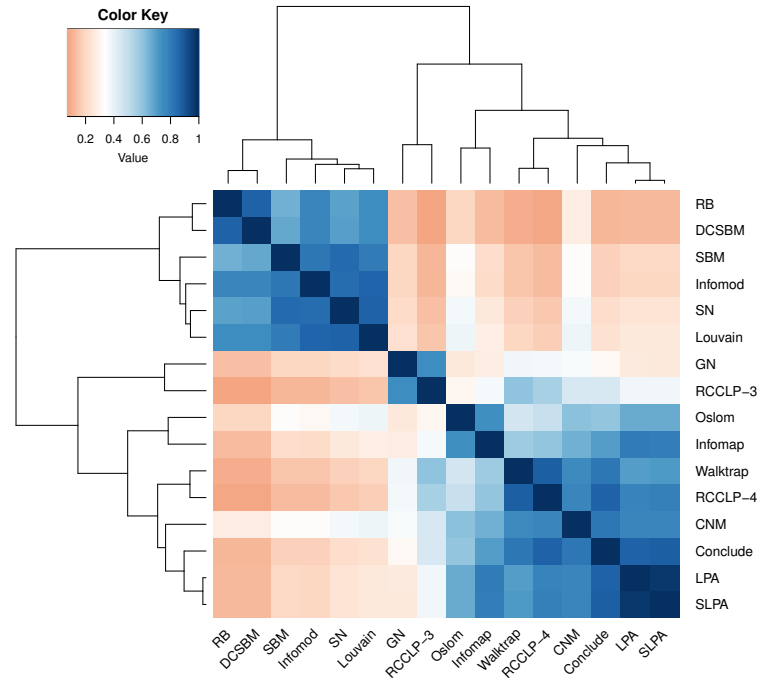 Color Key
0.2 0.4 0.6 0.8 1
Value
RB
DCSBM
SBM
Infomod
SN
Louvain
GN
RCCLP−3
Oslom
Infomap
Walktrap
RCCLP−4
CNM
Conclude
LPA
SLPA
RB
DCSBM
SBM
Infomod
SN
Louvain
GN
RCCLP−3
Oslom
Infomap
Walktrap
RCCLP−4
CNM
Conclude
LPA
SLPA